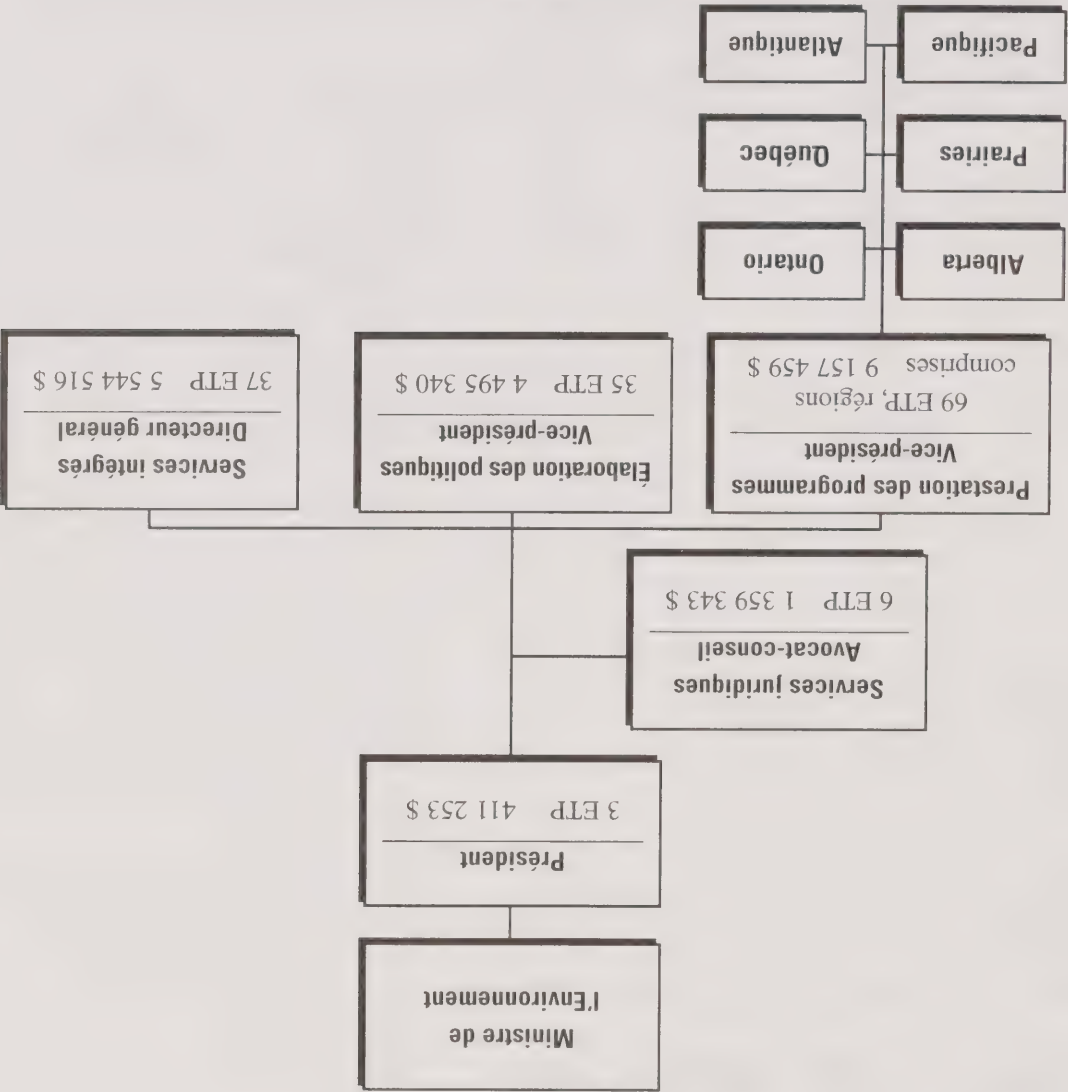 Ministre de
l'Environnement
Président
3 ETP 411 253 $
Services juridiques
Avocat-conseil
6 ETP 1 359 343 $
Prestation des programmes
Vice-président
69 ETP, régions
comprises 9 157 459 $
Élaboration des politiques
Vice-président
35 ETP 4 495 340 $
Services intégrés
Directeur général
37 ETP 5 544 516 $
Alberta
Ontario
Prairies
Québec
Pacifique
Atlantique